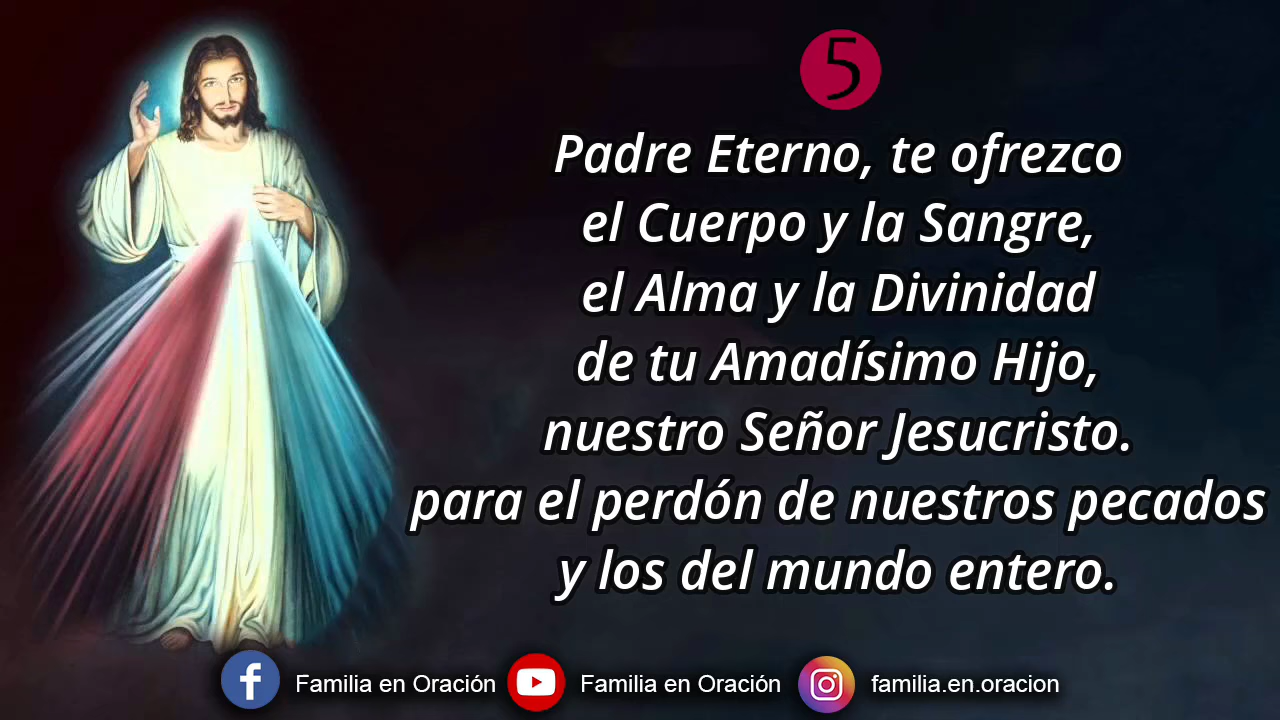 5
Padre Eterno, te ofrezco
el Cuerpo y la Sangre,
el Alma y la Divinidad
de tu Amadísimo Hijo,
nuestro Señor Jesucristo.
para el perdón de nuestros pecados
y los del mundo entero.
Familia en Oración Familia en Oración familia.en.oracion